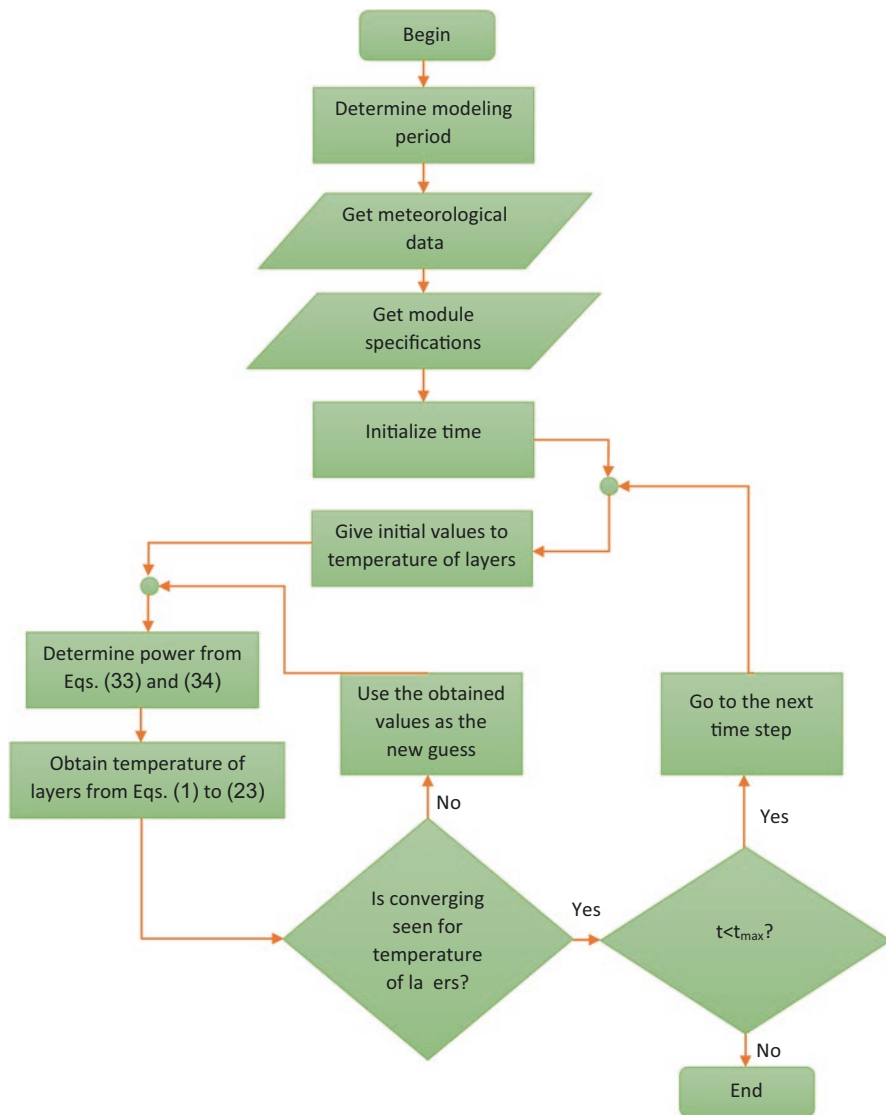 Begin
Determine modeling
period
Get meteorological
data
Get module
specifications
Initialize time
Give initial values to
temperature of layers
Determine power from
Eqs. (33) and (34)
Obtain temperature of
layers from Eqs. (1) to (23)
Use the obtained
values as the
new guess
Go to the next
time step
No
Yes
Is converging
seen for
temperature
of la ers?
Yes
t<tmax?
No
End